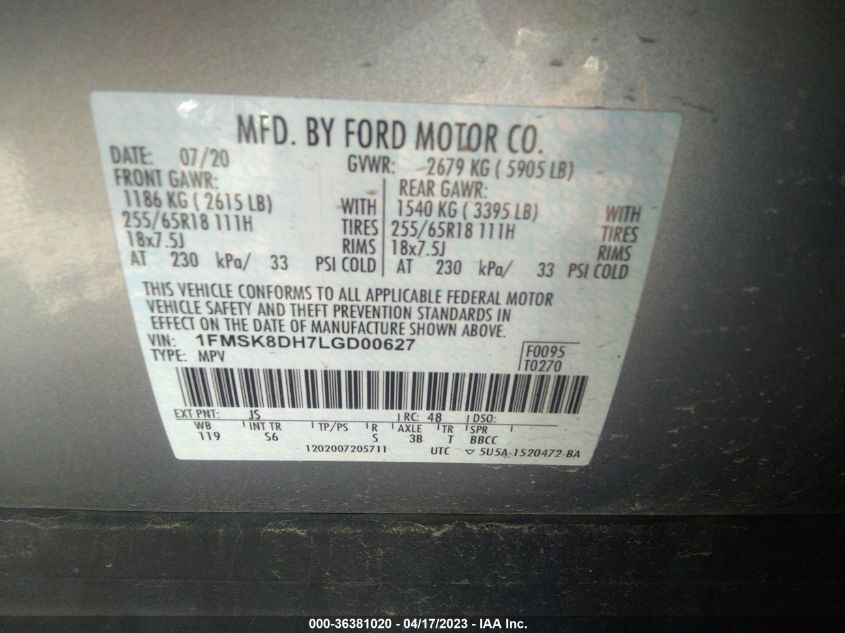 MFD. BY FORD MOTOR CO.
DATE: 07/20 GVWR: 2679 KG ( 5905 LB)
FRONT GAWR: REAR GAWR:
1186 KG ( 2615 LB) WITH 1540 KG ( 3395 LB) WITH
255/65R18 111H TIRES 255/65R18 111H TIRES
18x7.5J RIMS 18x7.5J RIMS
AT 230 kPa/ 33 PSI COLD AT 230 kPa/ 33 PSI COLD
THIS VEHICLE CONFORMS TO ALL APPLICABLE FEDERAL MOTOR
VEHICLE SAFETY AND THEFT PREVENTION STANDARDS IN
EFFECT ON THE DATE OF MANUFACTURE SHOWN ABOVE.
VIN: 1FMSK8DH7LGD00627 F0095
TYPE: MPV T0270
EXT PNT: JS RC: 48 DSO:
WB INT TR TP/PS R AXLE TR SPR
119 S6 S 3B T BBCC
1202007205711 UTC ▽ 5U5A-1520472-BA
000-36381020 - 04/17/2023 - IAA Inc.